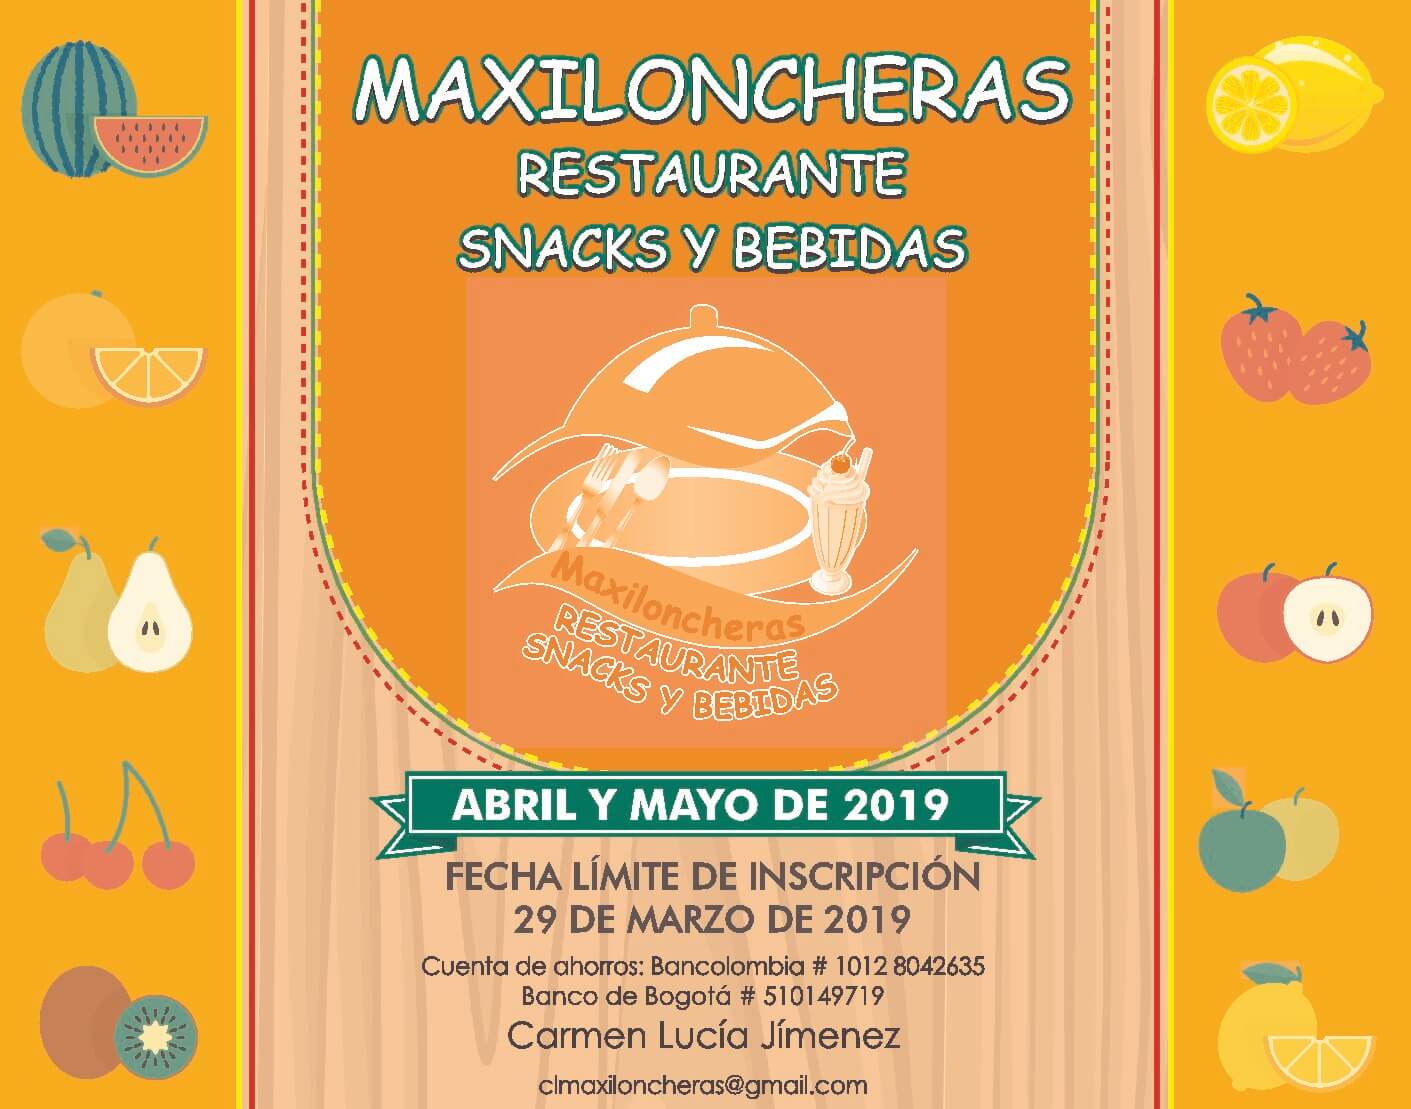 MAXILONCHERAS
RESTAURANTE
SNACKS Y BEBIDAS
Maxiloncheras
RESTAURANTE
SNACKS Y BEBIDAS
ABRIL Y MAYO DE 2019
FECHA LÍMITE DE INSCRIPCIÓN
29 DE MARZO DE 2019
Cuenta de ahorros: Bancolombia # 1012 8042635
Banco de Bogotá # 510149719
Carmen Lucía Jímenez
clmaxiloncheras@gmail.com